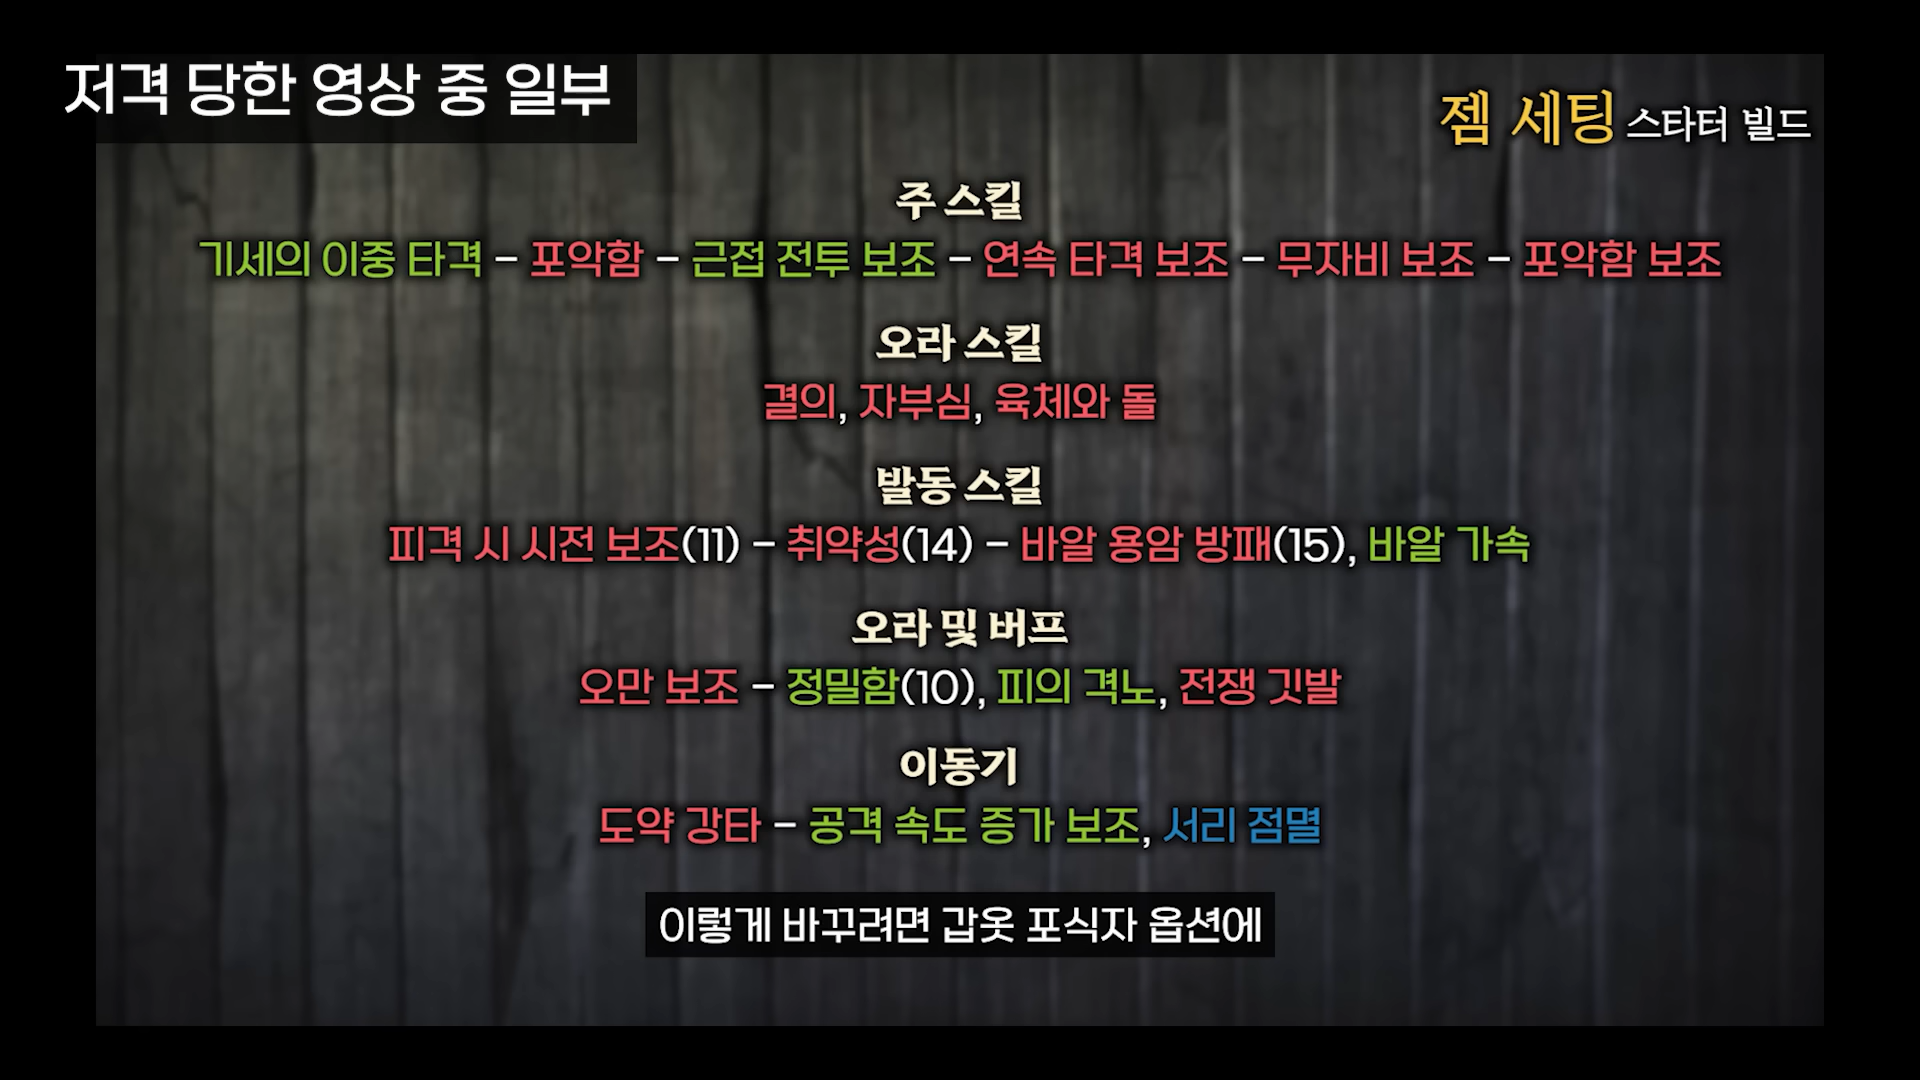 저격 당한 영상 중 일부
젬 세팅 스타터 빌드
주 스킬
기세의 이중 타격 – 포악함 – 근접 전투 보조 – 연속 타격 보조 – 무자비 보조 – 포악함 보조
오라 스킬
결의, 자부심, 육체와 돌
발동 스킬
피격 시 시전 보조(11) – 취약성(14) – 바알 용암 방패(15), 바알 가속
오라 및 버프
오만 보조 – 정밀함(10), 피의 격노, 전쟁 깃발
이동기
도약 강타 – 공격 속도 증가 보조, 서리 점멸
이렇게 바꾸려면 갑옷 포식자 옵션에